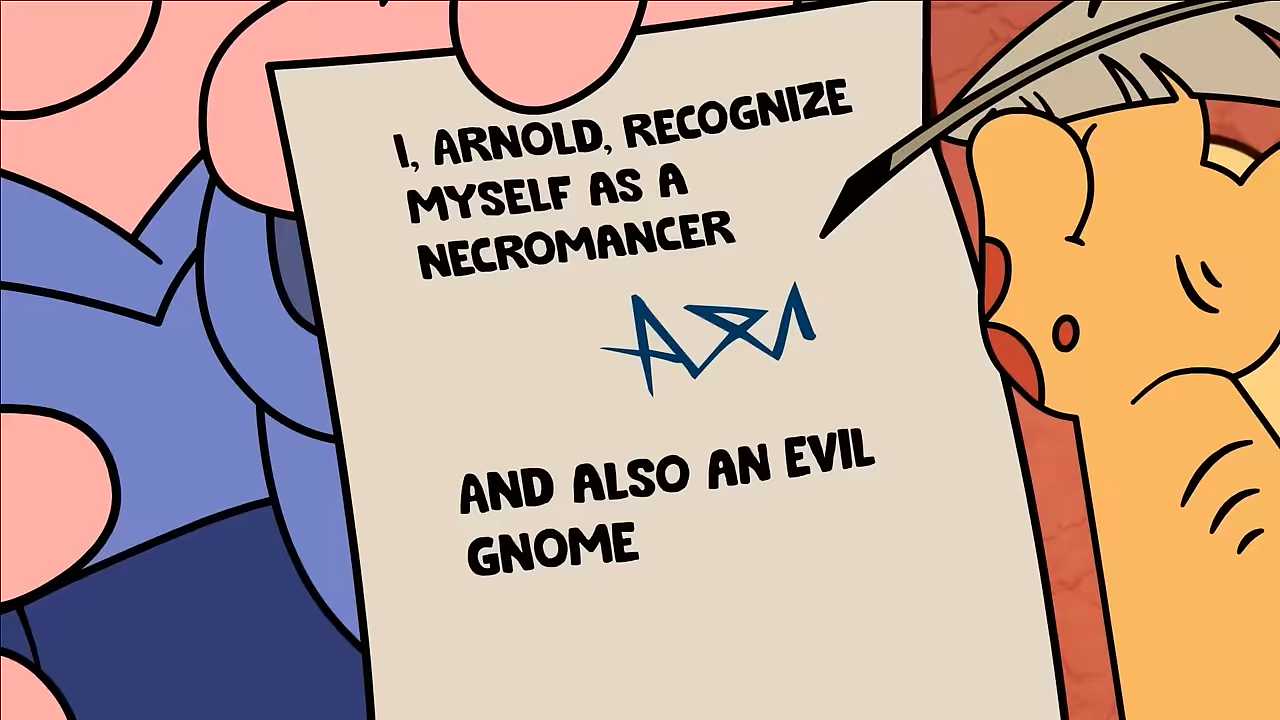 I, ARNOLD, RECOGNIZE
MYSELF AS A
NECROMANCER
AND ALSO AN EVIL
GNOME